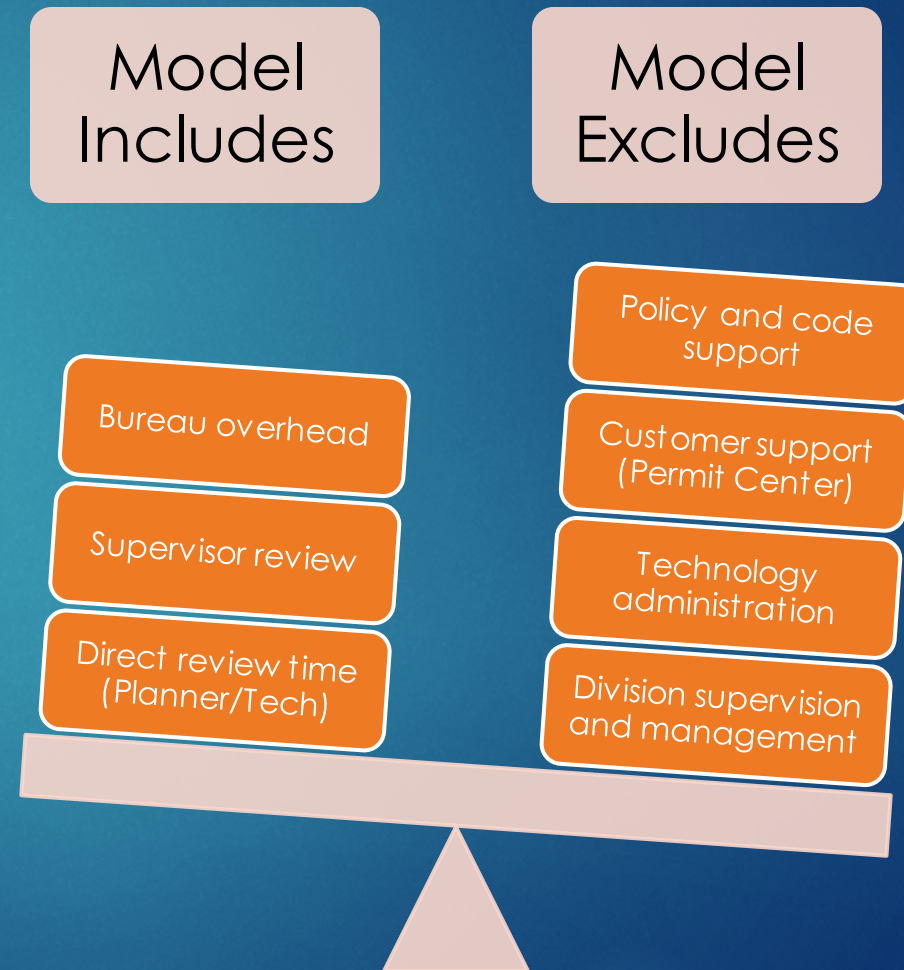 Model
Includes
Model
Excludes
Bureau overhead
Supervisor review
Direct review time
(Planner/Tech)
Policy and code
support
Customer support
(Permit Center)
Technology
administration
Division supervision
and management